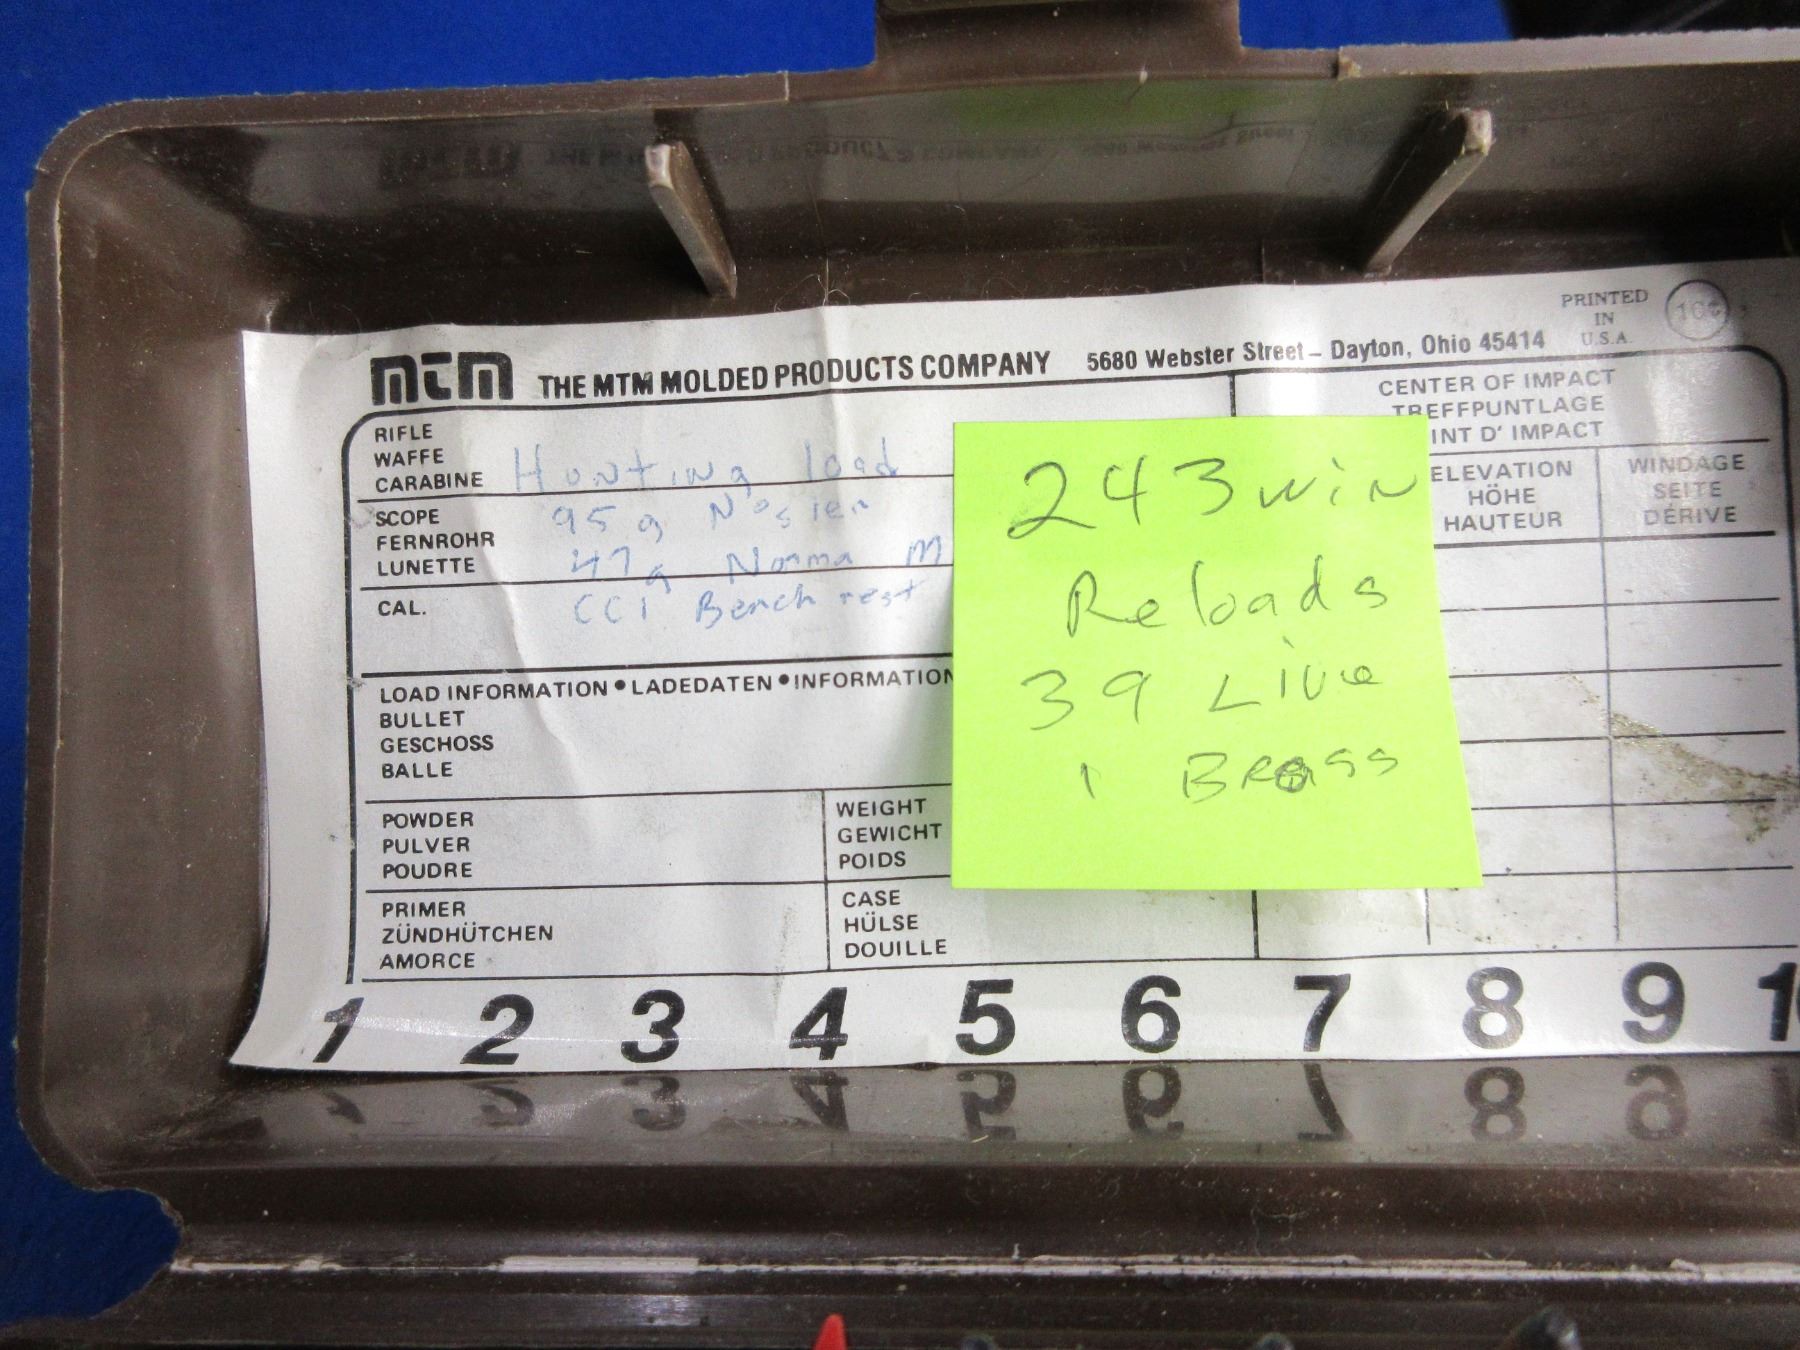 mtm THE MTM MOLDED PRODUCTS COMPANY 5680 Webster Street – Dayton, Ohio 45414
PRINTED
IN
U.S.A.
RIFLE
WAFFE
CARABINE Hunting load
SCOPE 95 g Nosler
FERNROHR
LUNETTE 47 g Norma M
CAL. CCI Bench rest
LOAD INFORMATION • LADEDATEN • INFORMATION
BULLET
GESCHOSS
BALLE
POWDER
PULVER
POUDRE
WEIGHT
GEWICHT
POIDS
PRIMER
ZÜNDHÜTCHEN
AMORCE
CASE
HÜLSE
DOUILLE
243 win
Reloads
39 Live
1 Brass
CENTER OF IMPACT
TREFFPUNTLAGE
INT D' IMPACT
ELEVATION
HÖHE
HAUTEUR
WINDAGE
SEITE
DÉRIVE
1 2 3 4 5 6 7 8 9